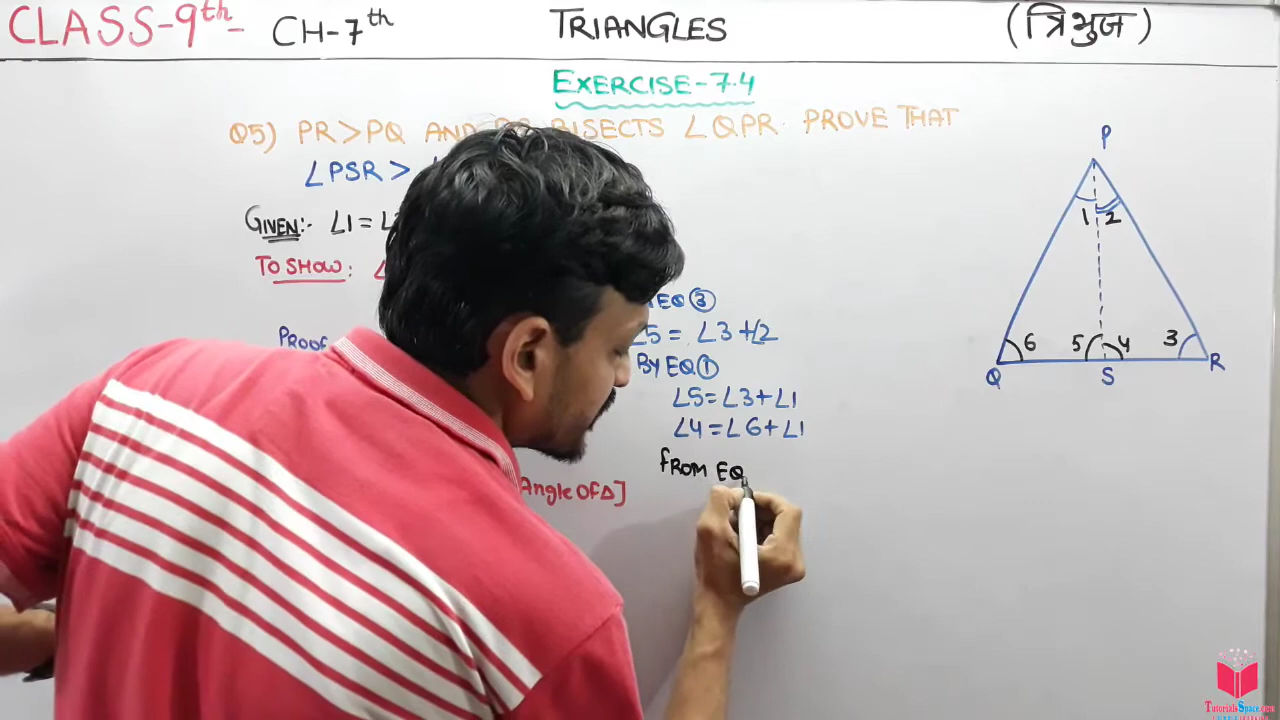 CLASS-9th- CH-7th TRIANGLES (त्रिभुज)
EXERCISE-7.4
Q5) PR>PQ AND BISECTS ∠QPR. PROVE THAT
∠PSR>
GIVEN:- ∠1=
TO SHOW:
EQ ③
PROOF
∠5 = ∠3+∠2
BY EQ ①
∠5=∠3+∠1
∠4=∠6+∠1
FROM EQ
Angle OF Δ]
P
1 2
6 5 4 3
Q S R
TutorialsSpace.com